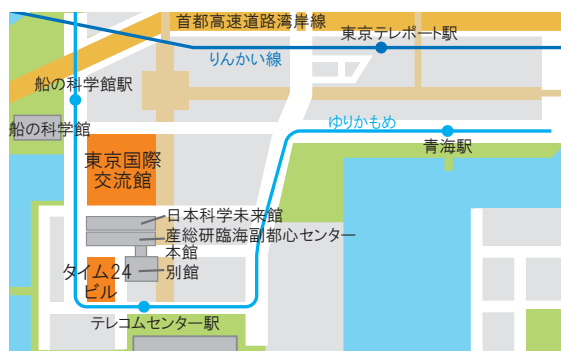 首都高速道路湾岸線
東京テレポート駅
りんかい線
船の科学館駅
ゆりかもめ
船の科学館
青海駅
東京国際
交流館
日本科学未来館
産総研臨海副都心センター
本館
別館
タイム24
ビル
テレコムセンター駅